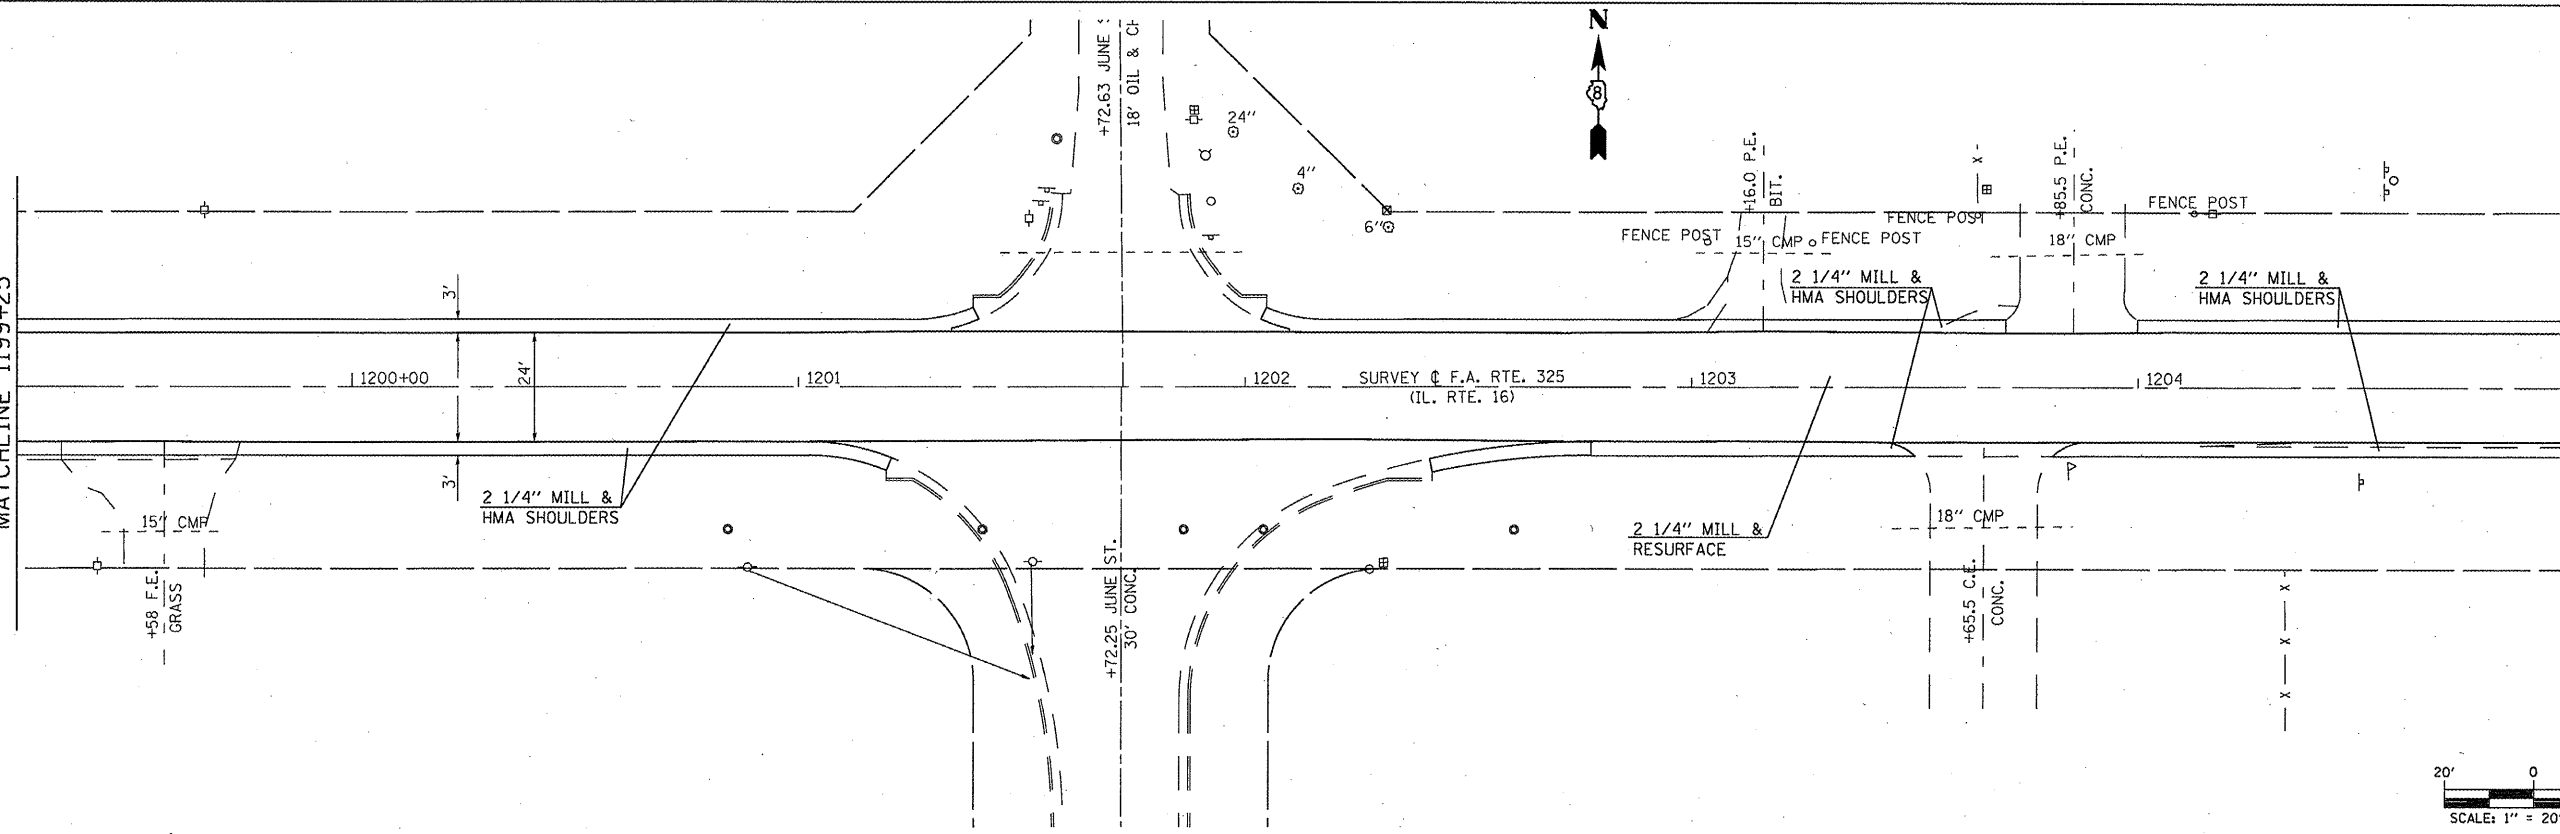 N
8
+72.63 JUNE
18' OIL &
24"
4"
6"
+16.0 P.E.
BIT.
X
+85.5 P.E.
CONC.
FENCE POST
FENCE POST
FENCE POST
15" CMP
FENCE POST
18" CMP
2 1/4" MILL &
HMA SHOULDERS
2 1/4" MILL &
HMA SHOULDERS
3'
24'
MATCHLINE 1199+25
1200+00
1201
1202
SURVEY ℄ F.A. RTE. 325
(IL. RTE. 16)
1203
1204
3'
2 1/4" MILL &
HMA SHOULDERS
15" CMP
+58 F.E.
GRASS
+72.25 JUNE ST.
30' CONC.
2 1/4" MILL &
RESURFACE
18" CMP
+65.5 C.E.
CONC.
X
X
X
20'
0
SCALE: 1" = 20'